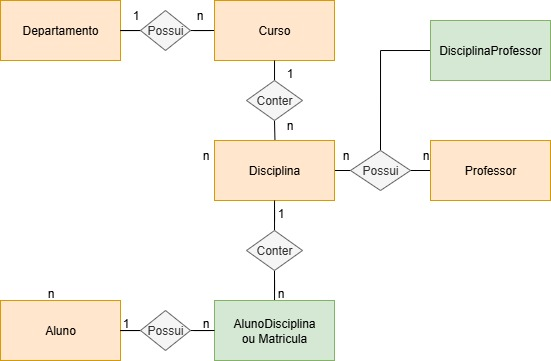 1
n
Departamento
Possui
Curso
DisciplinaProfessor
1
Conter
n
n
Disciplina
n
Possui
n
Professor
1
Conter
n
n
Aluno
1
Possui
n
AlunoDisciplina
ou Matricula